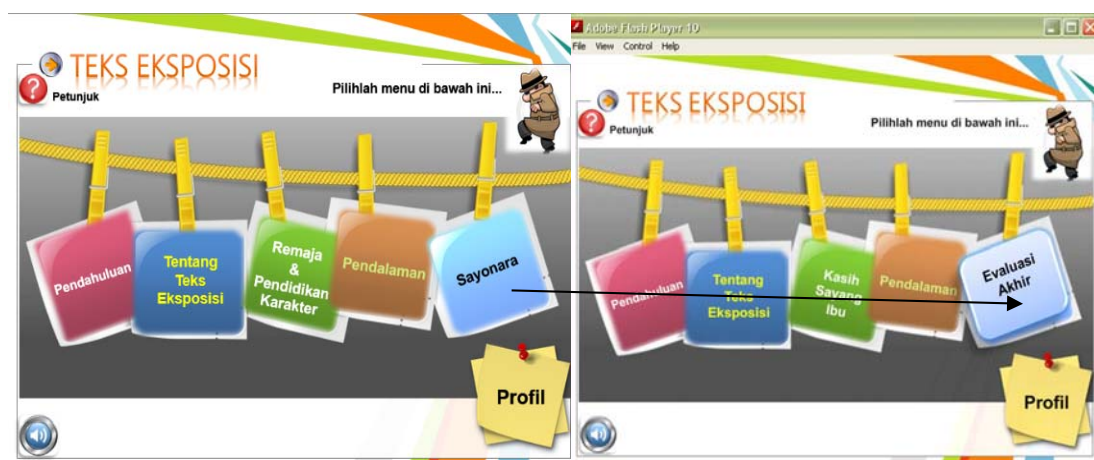 TEKS EKSPOSISI
Petunjuk
Pilihlah menu di bawah ini...
Pendahuluan
Tentang
Teks
Eksposisi
Remaja
&
Pendidikan
Karakter
Pendalaman
Sayonara
Profil
Adobe Flash Player 10
File View Control Help
TEKS EKSPOSISI
Petunjuk
Pilihlah menu di bawah ini...
Pendahuluan
Tentang
Teks
Eksposisi
Kasih
Sayang
Ibu
Pendalaman
Evaluasi
Akhir
Profil